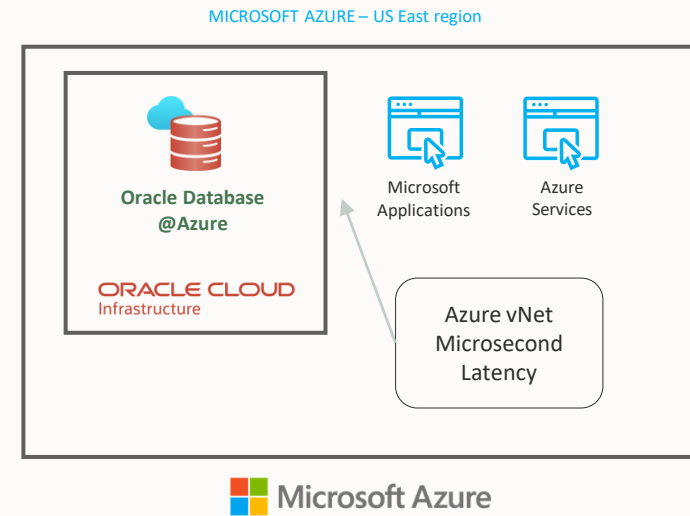 MICROSOFT AZURE – US East region
Oracle Database
@Azure
ORACLE CLOUD
Infrastructure
Microsoft
Applications
Azure
Services
Azure vNet
Microsecond
Latency
Microsoft Azure